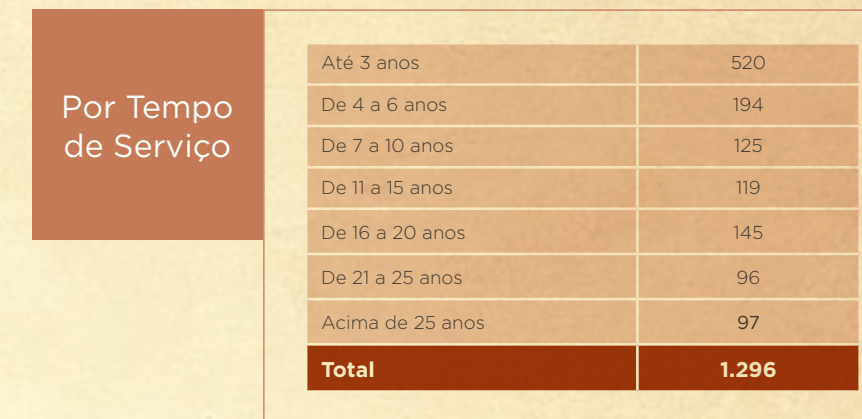 Por Tempo
de Serviço
Até 3 anos 520
De 4 a 6 anos 194
De 7 a 10 anos 125
De 11 a 15 anos 119
De 16 a 20 anos 145
De 21 a 25 anos 96
Acima de 25 anos 97
Total 1.296